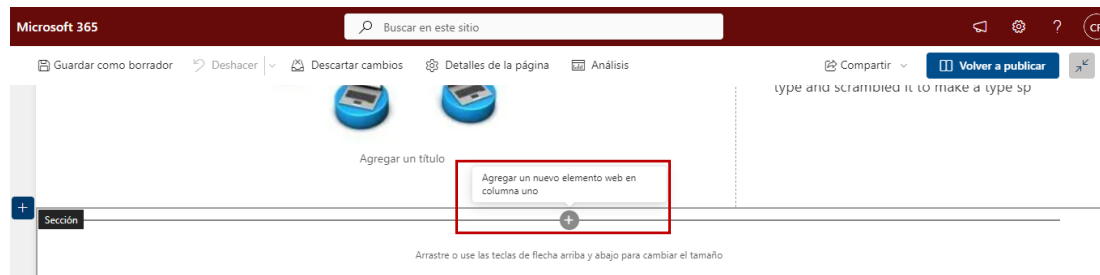 Microsoft 365
Buscar en este sitio
?
CF
Guardar como borrador
Deshacer
Descartar cambios
Detalles de la página
Análisis
Compartir
Volver a publicar
type and scrambled it to make a type sp
Agregar un título
Agregar un nuevo elemento web en
columna uno
Sección
Arrastre o use las teclas de flecha arriba y abajo para cambiar el tamaño